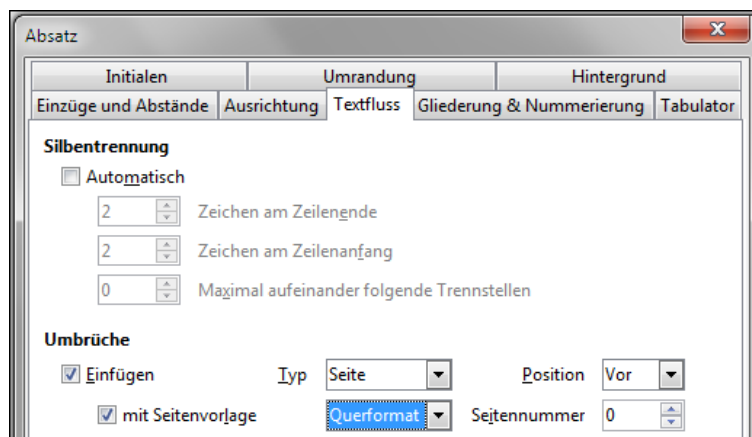 Absatz
Initialen Umrandung Hintergrund
Einzüge und Abstände Ausrichtung Textfluss Gliederung & Nummerierung Tabulator
Silbentrennung
Automatisch
2 Zeichen am Zeilenende
2 Zeichen am Zeilenanfang
0 Maximal aufeinander folgende Trennstellen
Umbrüche
Einfügen Typ Seite Position Vor
mit Seitenvorlage Querformat Seitennummer 0